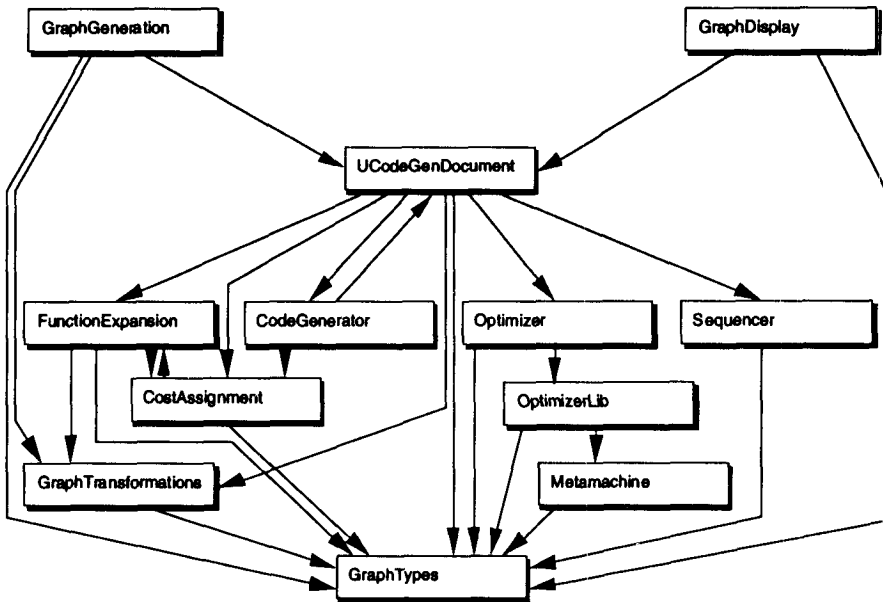 GraphGeneration
GraphDisplay
UCodeGenDocument
FunctionExpansion
CodeGenerator
Optimizer
Sequencer
CostAssignment
OptimizerLib
GraphTransformations
Metamachine
GraphTypes